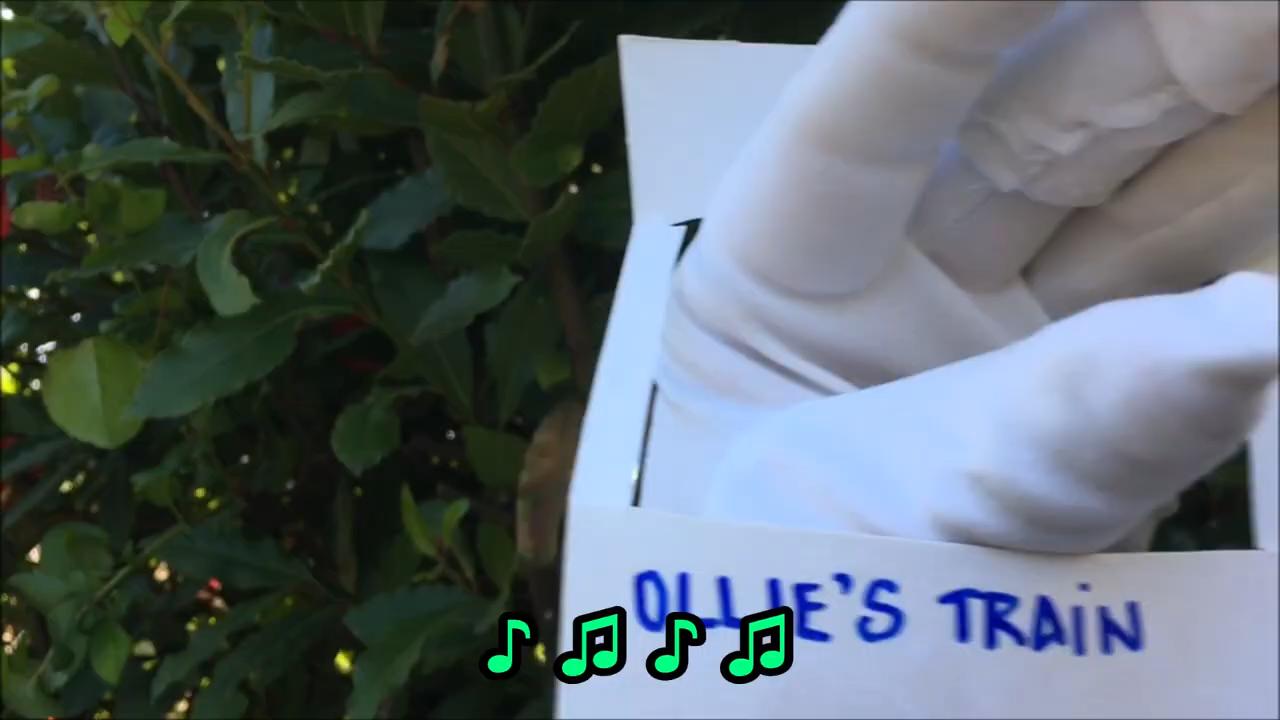 OLLIE'S TRAiN
♪ ♫ ♪ ♫